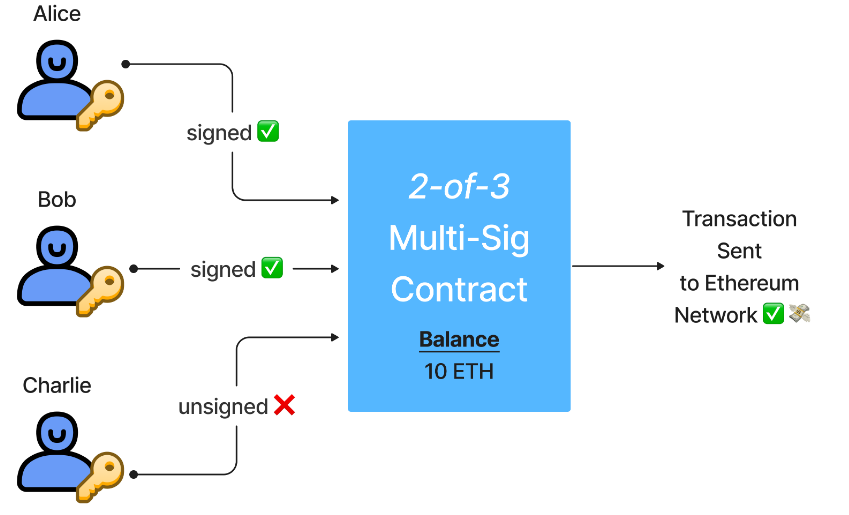 Alice
signed ✅
Bob
signed ✅
Charlie
unsigned ❌
2-of-3
Multi-Sig
Contract
Balance
10 ETH
Transaction
Sent
to Ethereum
Network ✅ 💸